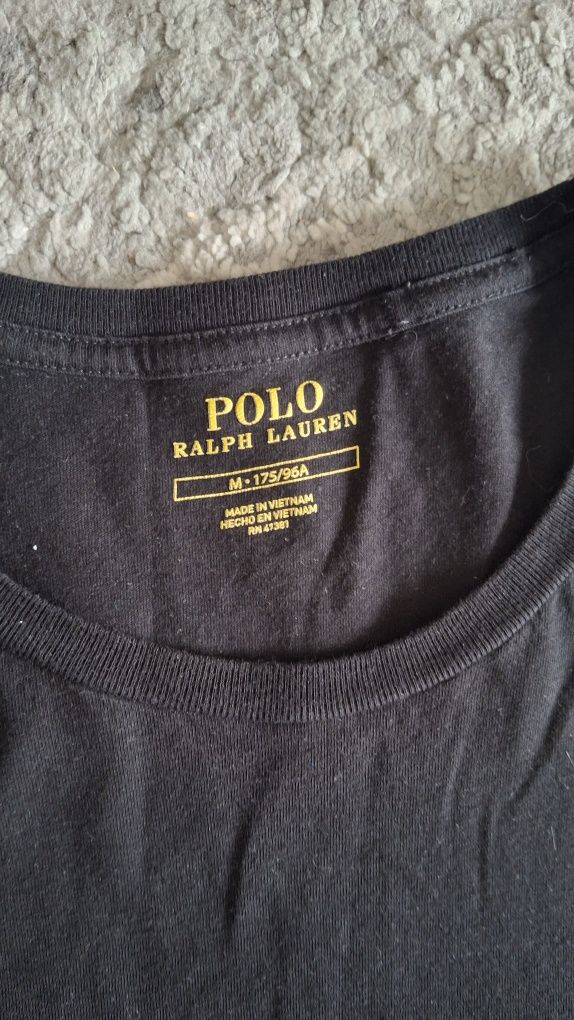 POLO
RALPH LAUREN
M • 175/96A
MADE IN VIETNAM
HECHO EN VIETNAM
RN 41381